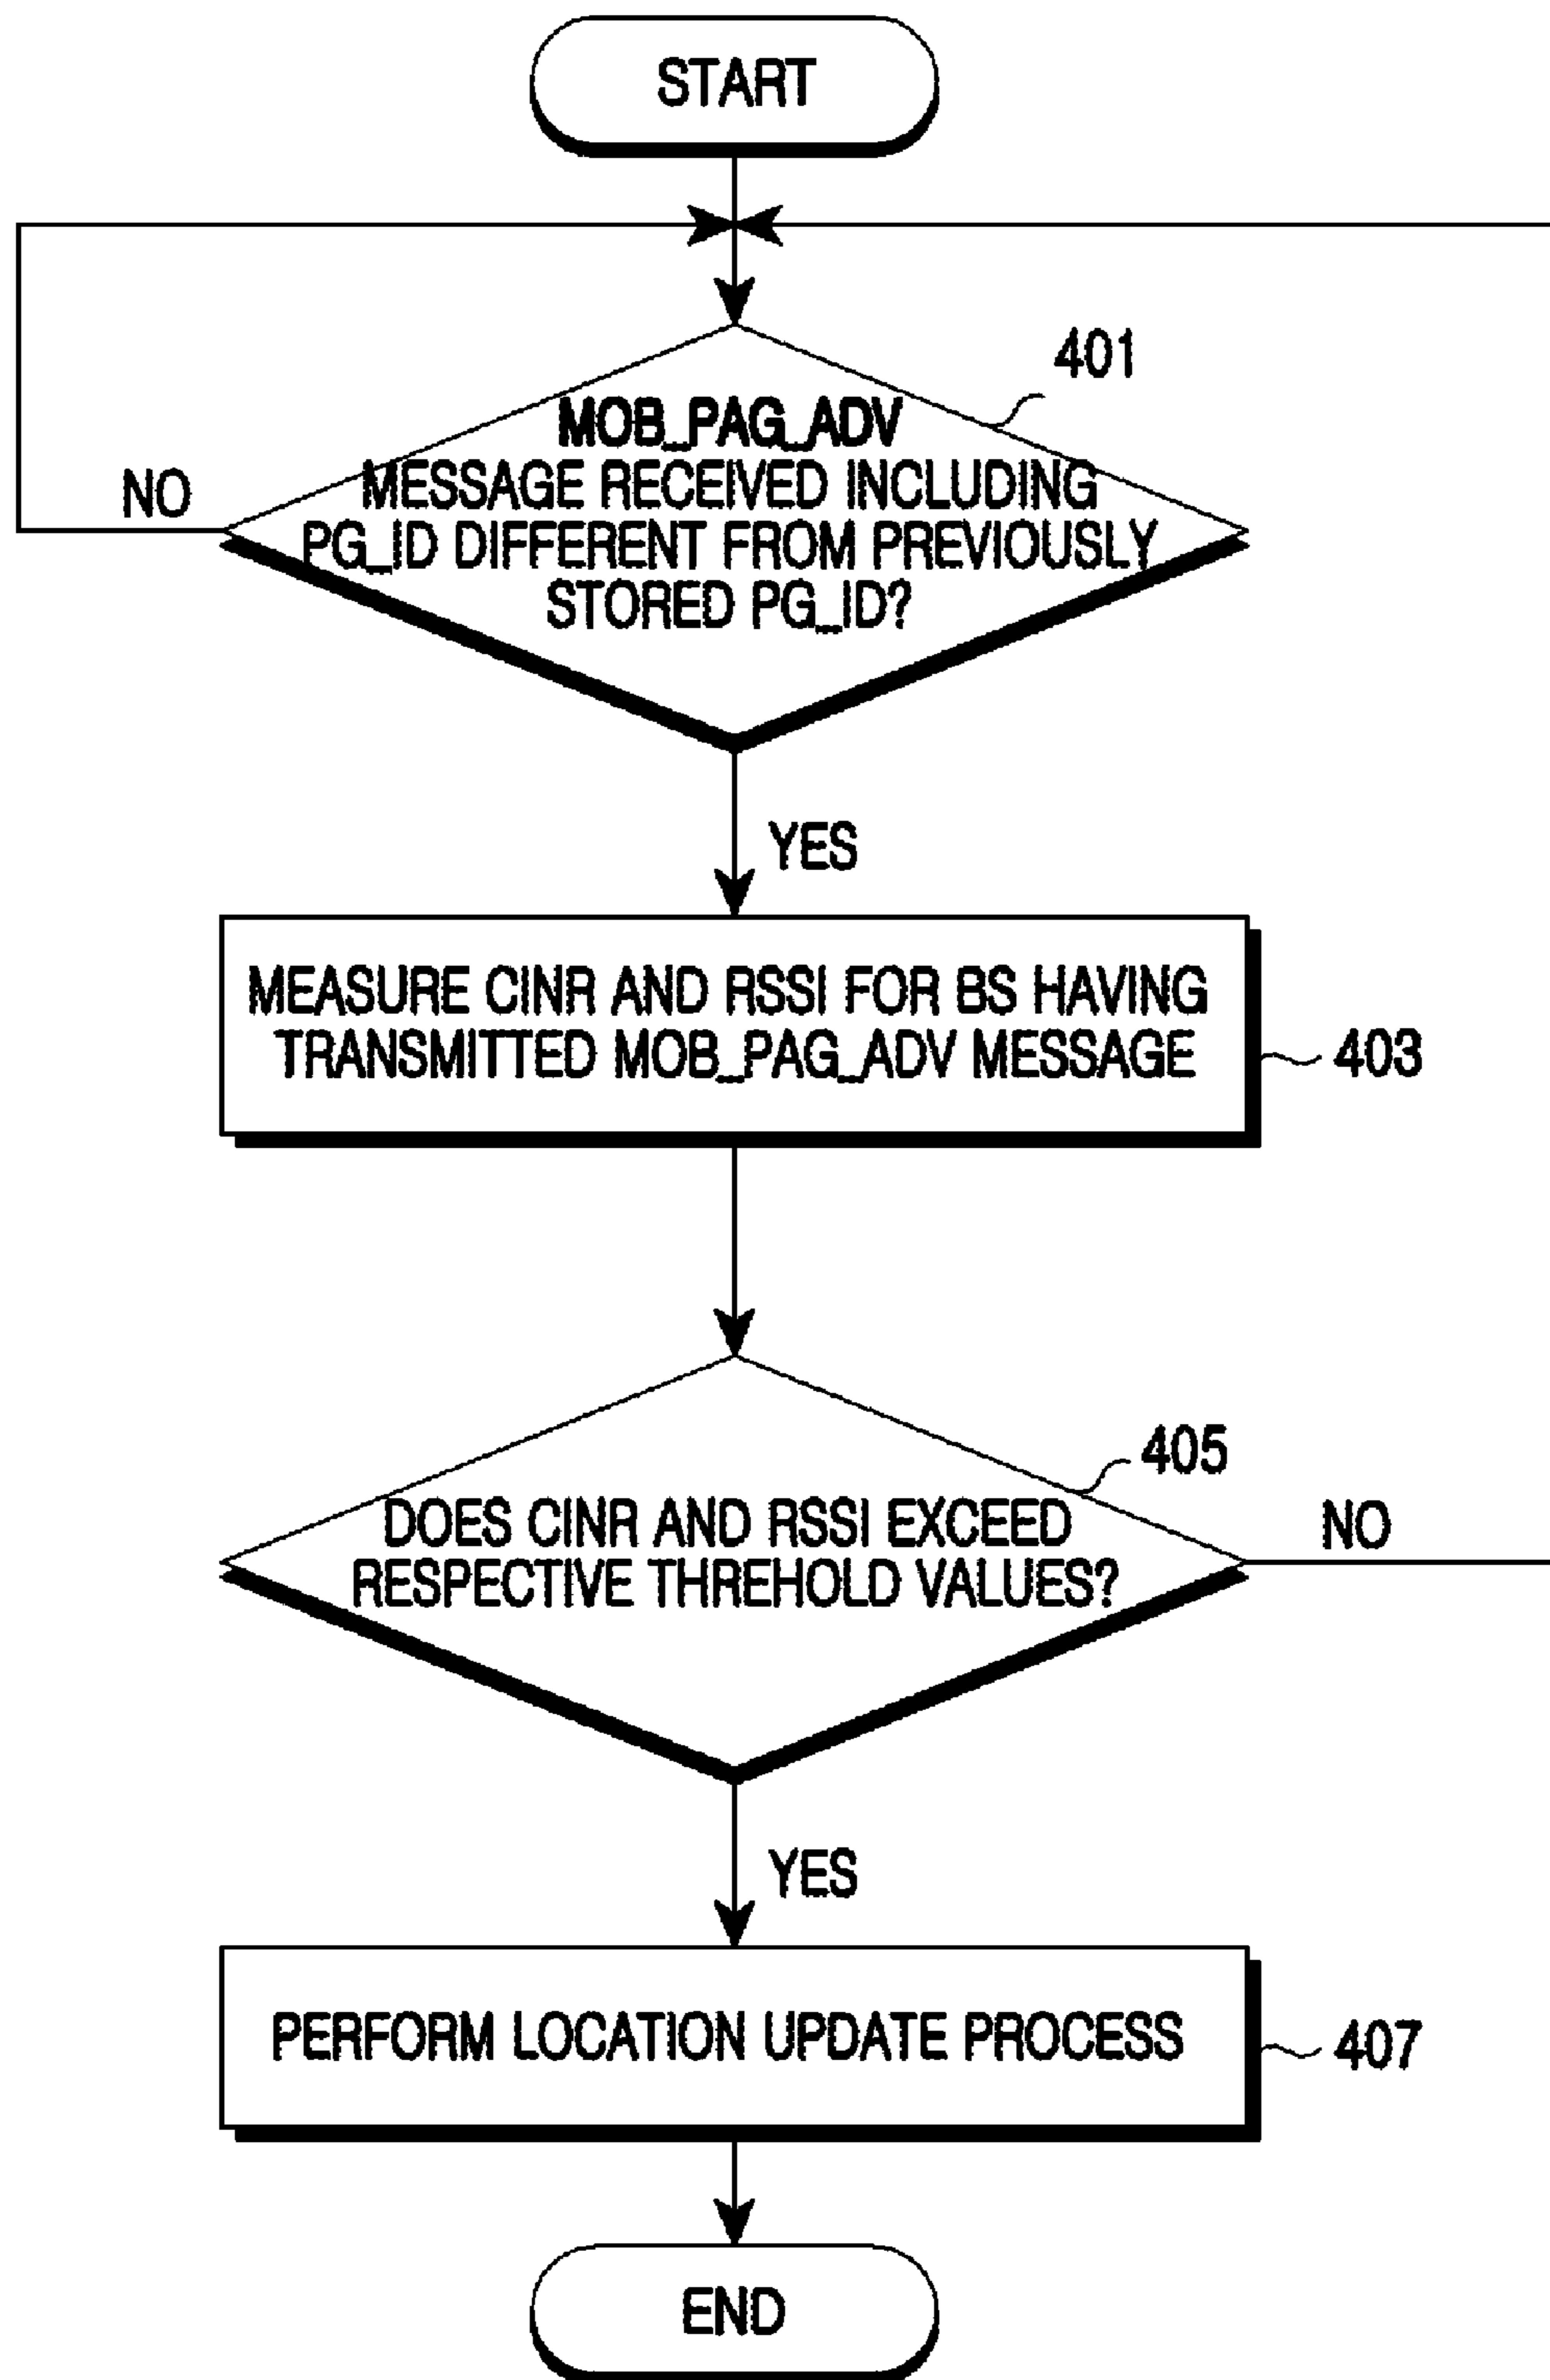 START
401
MOB_PAG_ADV
MESSAGE RECEIVED INCLUDING
PG_ID DIFFERENT FROM PREVIOUSLY
STORED PG_ID?
NO
YES
MEASURE CINR AND RSSI FOR BS HAVING
TRANSMITTED MOB_PAG_ADV MESSAGE
403
405
DOES CINR AND RSSI EXCEED
RESPECTIVE THREHOLD VALUES?
NO
YES
PERFORM LOCATION UPDATE PROCESS
407
END